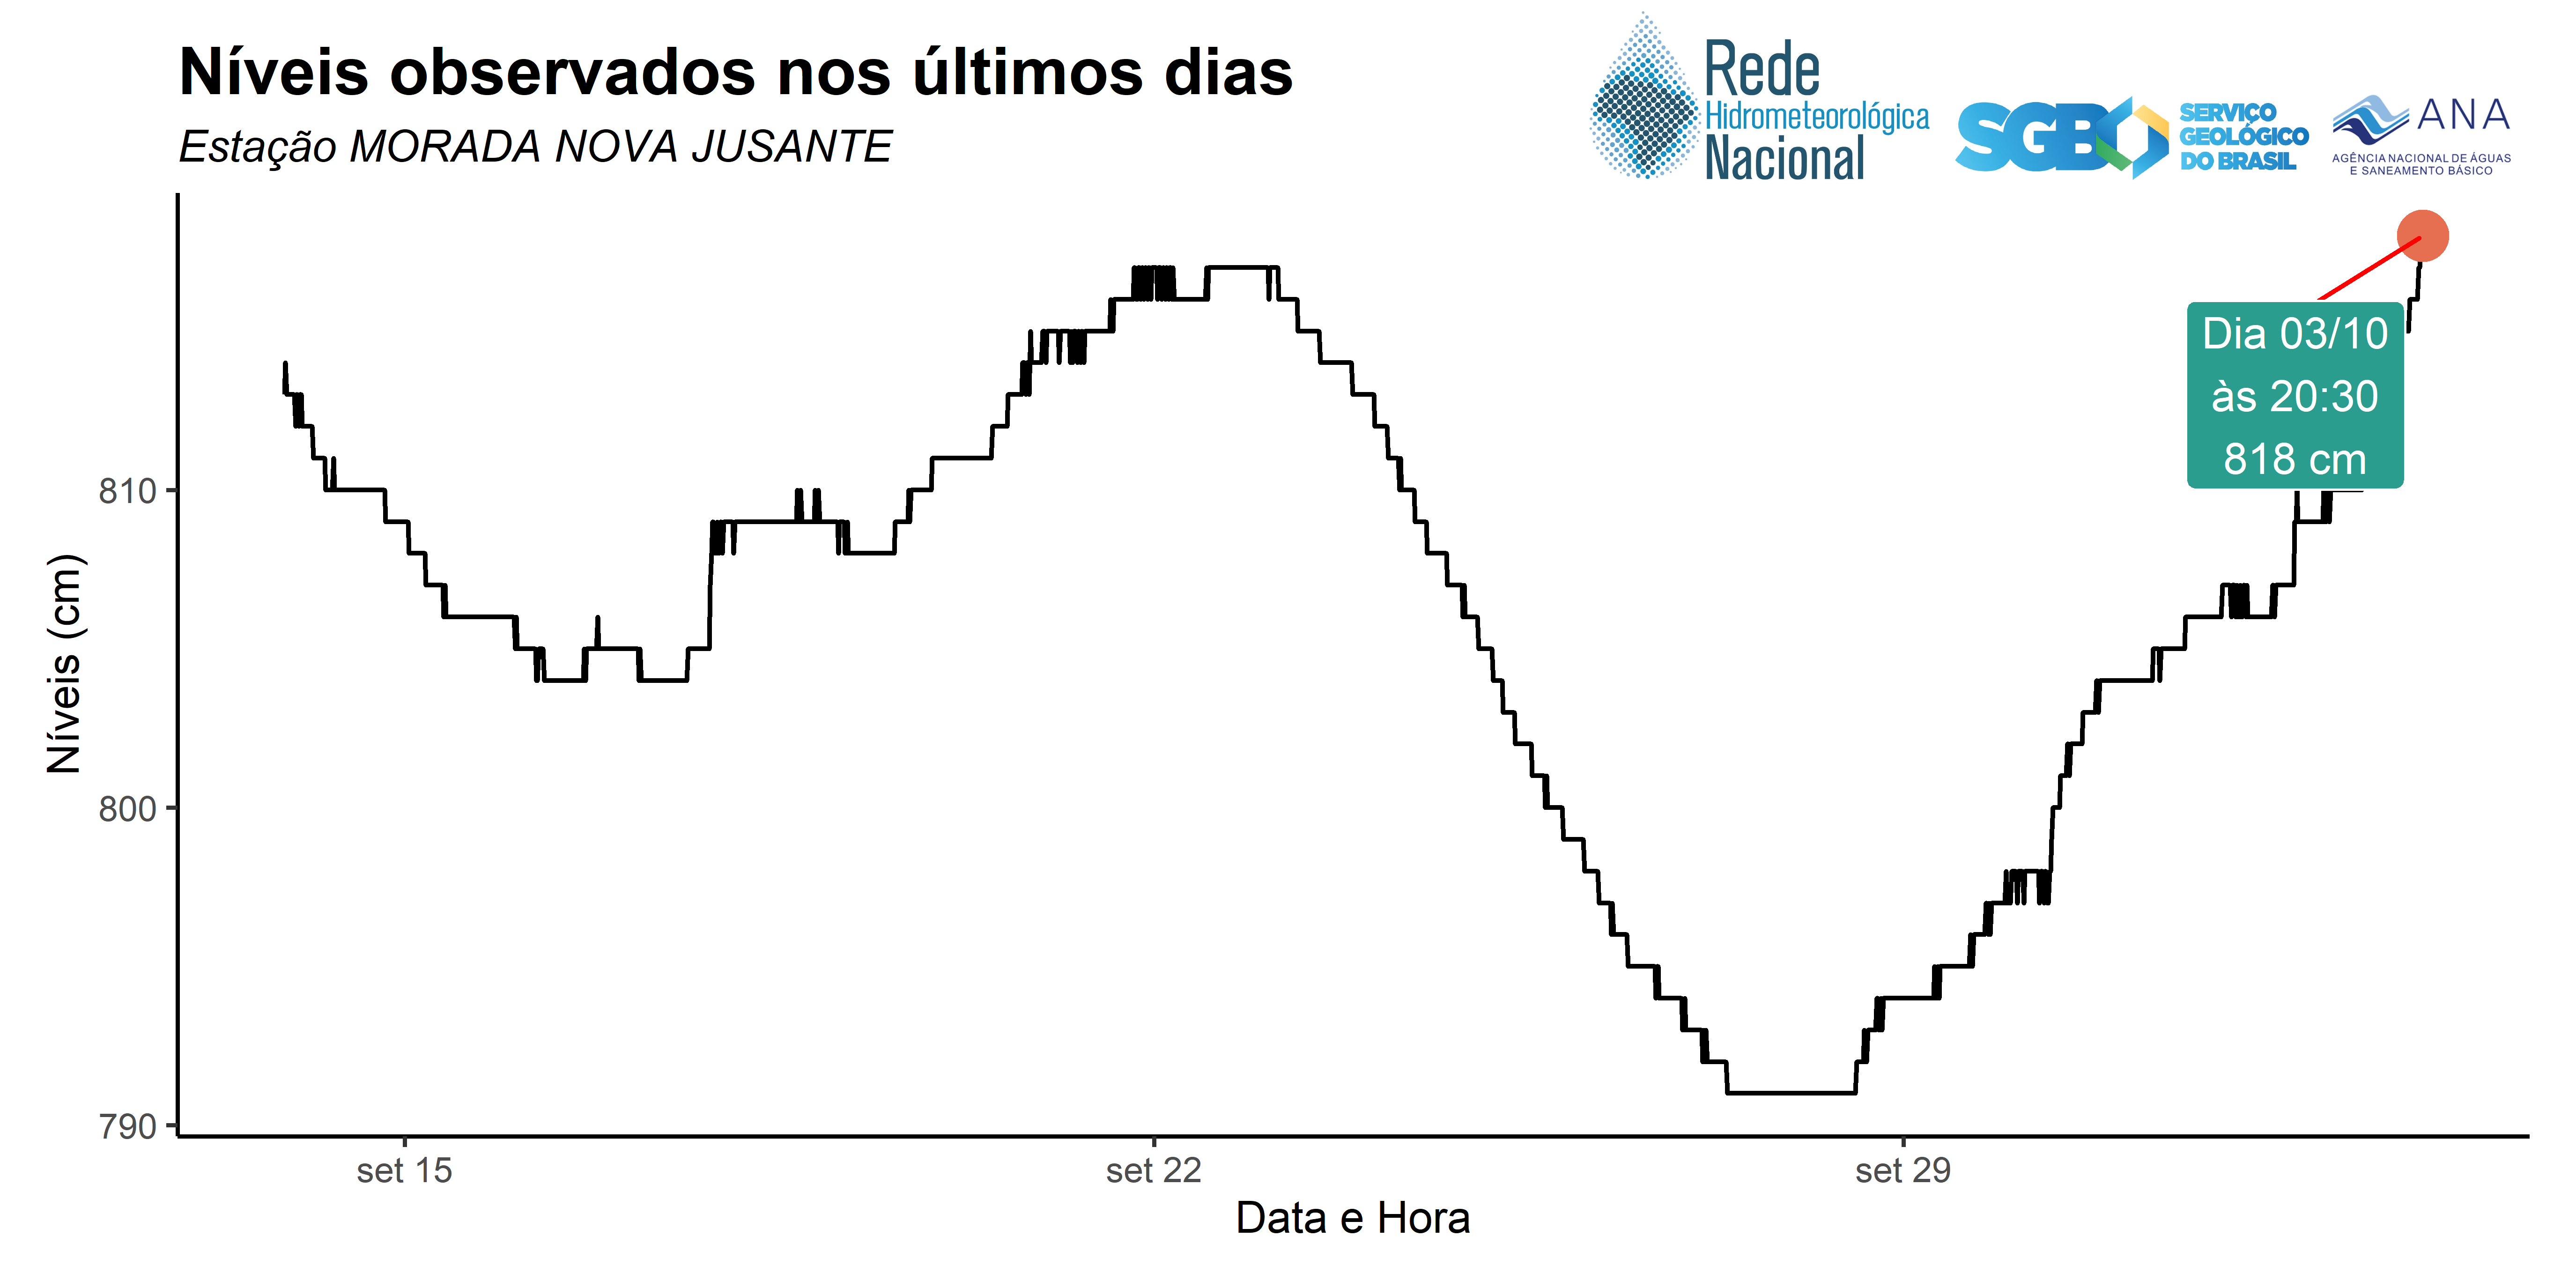 Níveis observados nos últimos dias
Estação MORADA NOVA JUSANTE
Rede
Hidrometeorológica
Nacional
SGB
SERVIÇO
GEOLÓGICO
DO BRASIL
ANA
AGÊNCIA NACIONAL DE ÁGUAS
E SANEAMENTO BÁSICO
Dia 03/10
às 20:30
818 cm
Níveis (cm)
810
800
790
set 15
set 22
set 29
Data e Hora